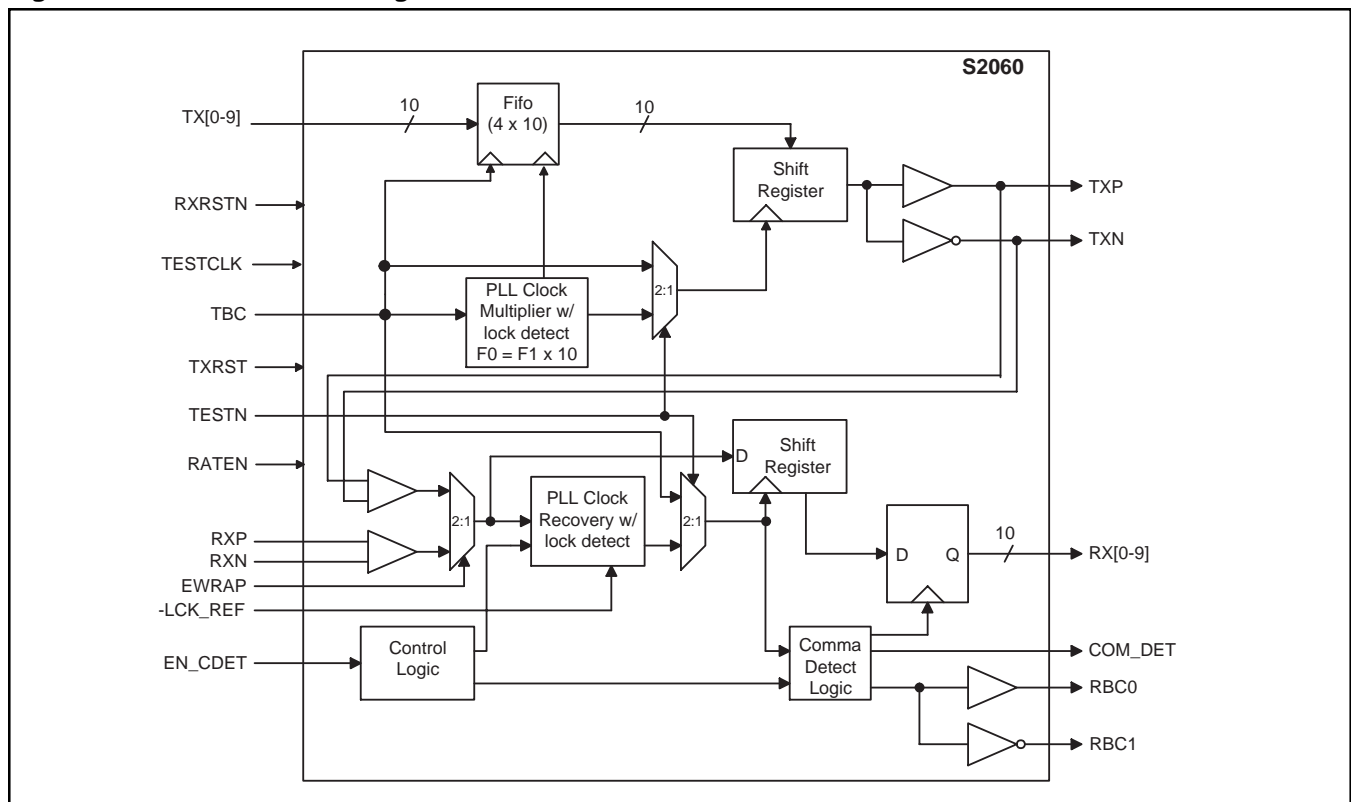 S2060
TX[0-9]
10
Fifo
(4 x 10)
10
Shift
Register
TXP
TXN
RXRSTN
TESTCLK
TBC
PLL Clock
Multiplier w/
lock detect
F0 = F1 x 10
2:1
TXRST
TESTN
RATEN
D
Shift
Register
RXP
RXN
2:1
PLL Clock
Recovery w/
lock detect
2:1
D Q
10
RX[0-9]
EWRAP
-LCK_REF
EN_CDET
Control
Logic
Comma
Detect
Logic
COM_DET
RBC0
RBC1